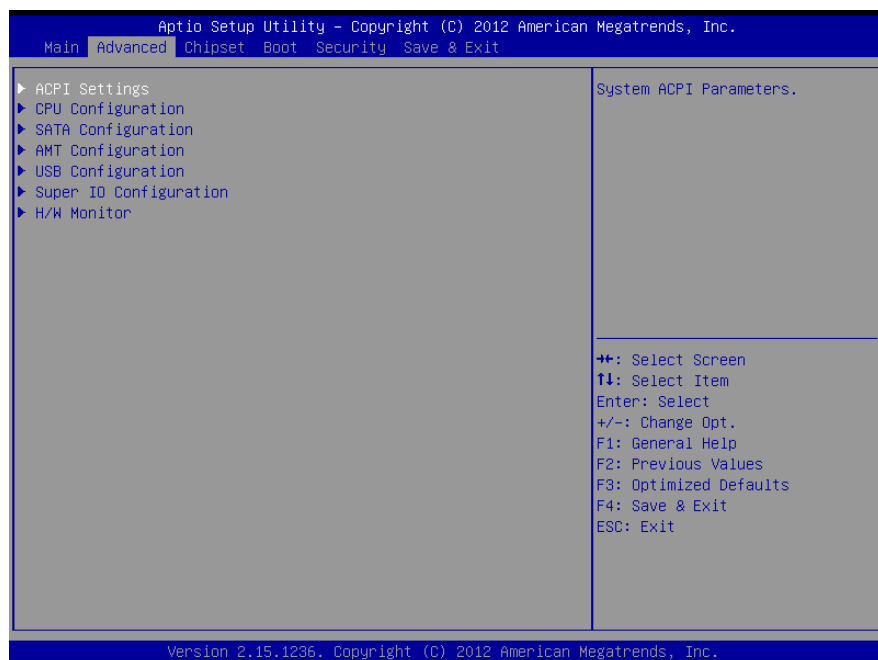 Aptio Setup Utility – Copyright (C) 2012 American Megatrends, Inc.
Main Advanced Chipset Boot Security Save & Exit
ACPI Settings
CPU Configuration
SATA Configuration
AMT Configuration
USB Configuration
Super IO Configuration
H/W Monitor
System ACPI Parameters.
→←: Select Screen
↑↓: Select Item
Enter: Select
+/-: Change Opt.
F1: General Help
F2: Previous Values
F3: Optimized Defaults
F4: Save & Exit
ESC: Exit
Version 2.15.1236. Copyright (C) 2012 American Megatrends, Inc.